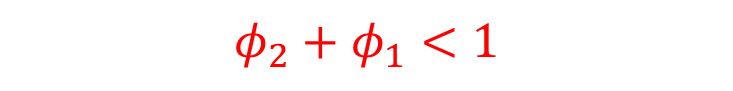 𝜙₂ + 𝜙₁ < 1